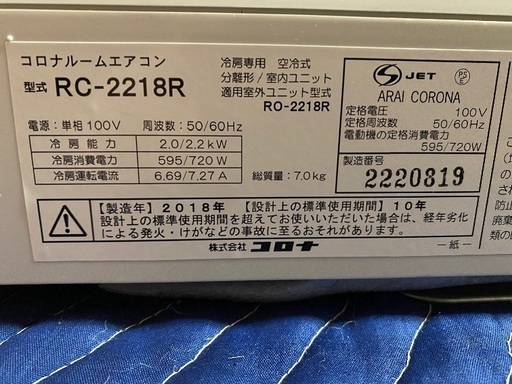 コロナルームエアコン
型式 RC-2218R
冷房専用 空冷式
分離形/室内ユニット
適用室外ユニット型式
RO-2218R
電源:単相100V 周波数:50/60Hz
冷房能力 2.0/2.2kW
冷房消費電力 595/720W
冷房運転電流 6.69/7.27A
総質量:7.0kg
S JET PSE
ARAI CORONA
定格電圧 100V
定格周波数 50/60Hz
電動機の定格消費電力
595/720W
製造番号
2220819
【製造年】2018年【設計上の標準使用期間】10年
設計上の標準使用期間を超えてお使いいただいた場合は、経年劣化
による発火・けがなどの事故に至るおそれがあります。
株式会社 コロナ
－紙－